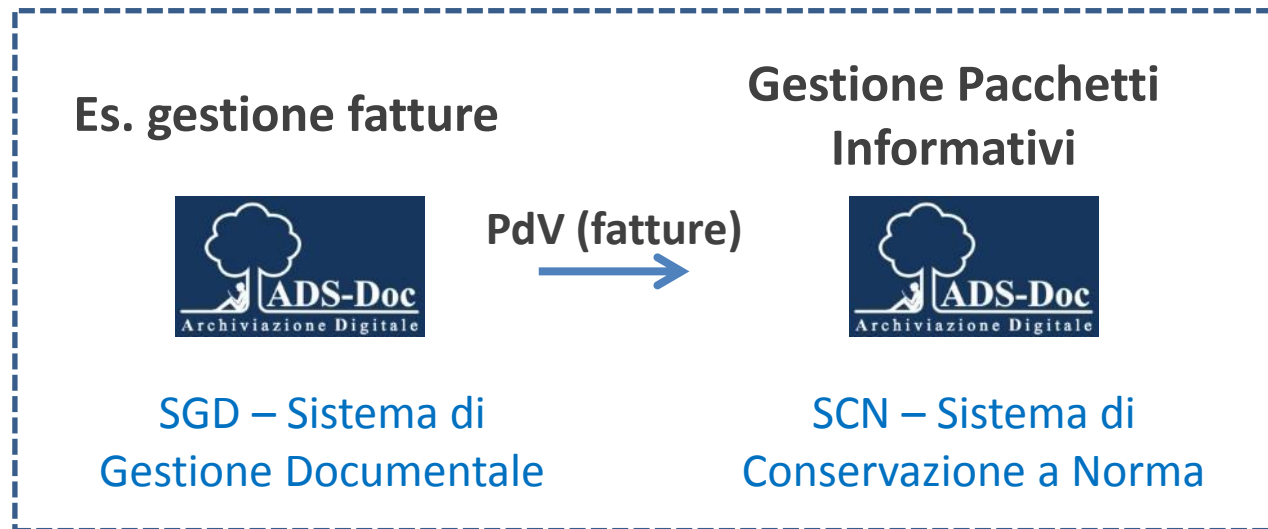 Es. gestione fatture
Gestione Pacchetti
Informativi
ADS-Doc
Archiviazione Digitale
PdV (fatture)
ADS-Doc
Archiviazione Digitale
SGD – Sistema di
Gestione Documentale
SCN – Sistema di
Conservazione a Norma